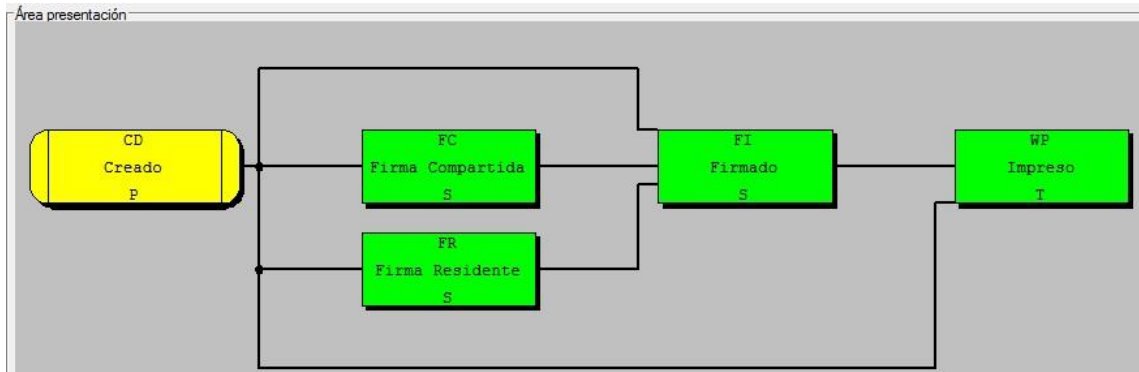 Área presentación
CD
Creado
P
FC
Firma Compartida
S
FI
Firmado
S
WP
Impreso
T
FR
Firma Residente
S